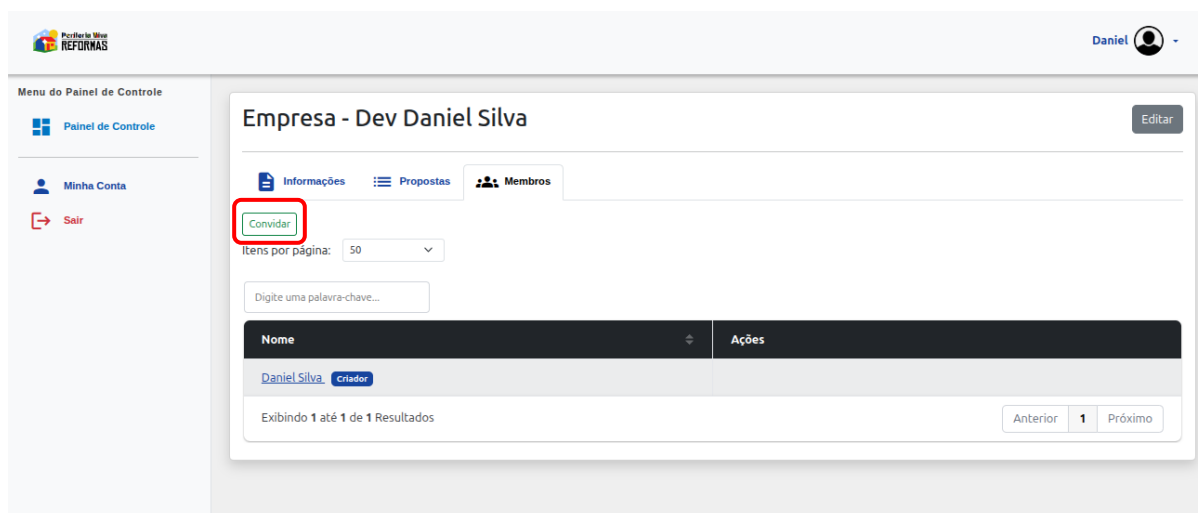 Periferia Viva
REFORMAS
Daniel
Menu do Painel de Controle
Painel de Controle
Minha Conta
Sair
Empresa - Dev Daniel Silva
Editar
Informações Propostas Membros
Convidar
Itens por página: 50
Digite uma palavra-chave...
Nome Ações
Daniel Silva Criador
Exibindo 1 até 1 de 1 Resultados
Anterior 1 Próximo